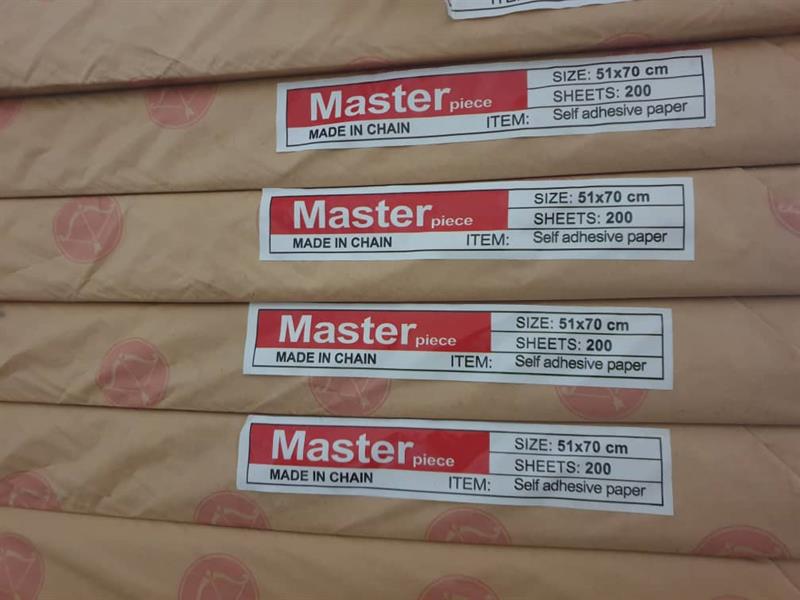 Master piece
MADE IN CHAIN
ITEM:
SIZE: 51x70 cm
SHEETS: 200
Self adhesive paper
Master piece
MADE IN CHAIN
ITEM:
SIZE: 51x70 cm
SHEETS: 200
Self adhesive paper
Master piece
MADE IN CHAIN
ITEM:
SIZE: 51x70 cm
SHEETS: 200
Self adhesive paper
Master piece
MADE IN CHAIN
ITEM:
SIZE: 51x70 cm
SHEETS: 200
Self adhesive paper